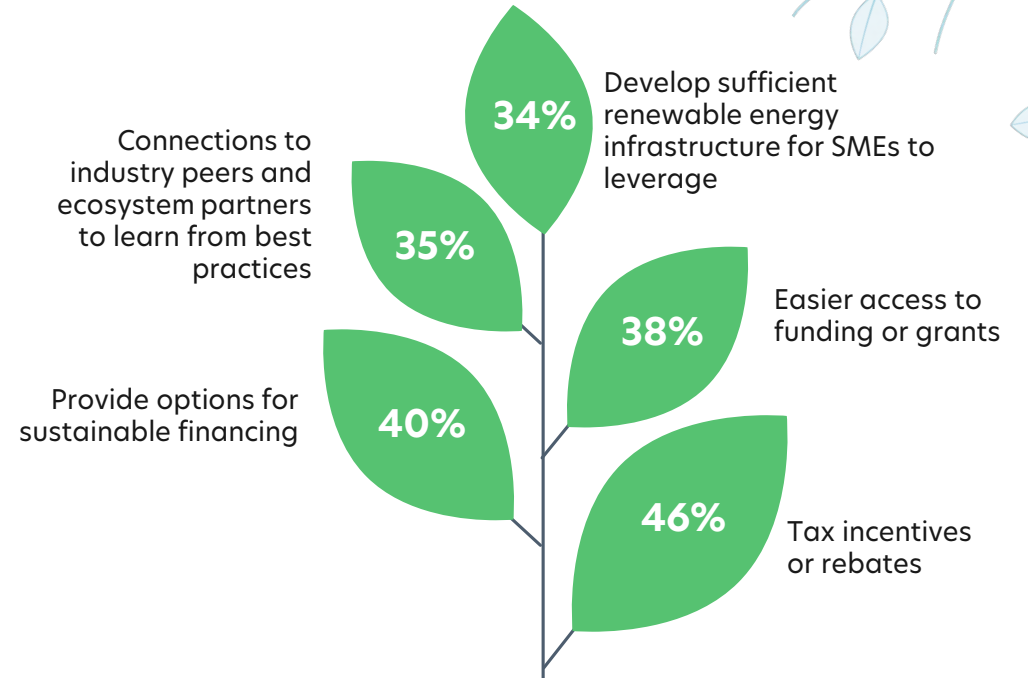 34%
Develop sufficient
renewable energy
infrastructure for SMEs to
leverage
Connections to
industry peers and
ecosystem partners
to learn from best
practices
35%
38%
Easier access to
funding or grants
Provide options for
sustainable financing
40%
46%
Tax incentives
or rebates